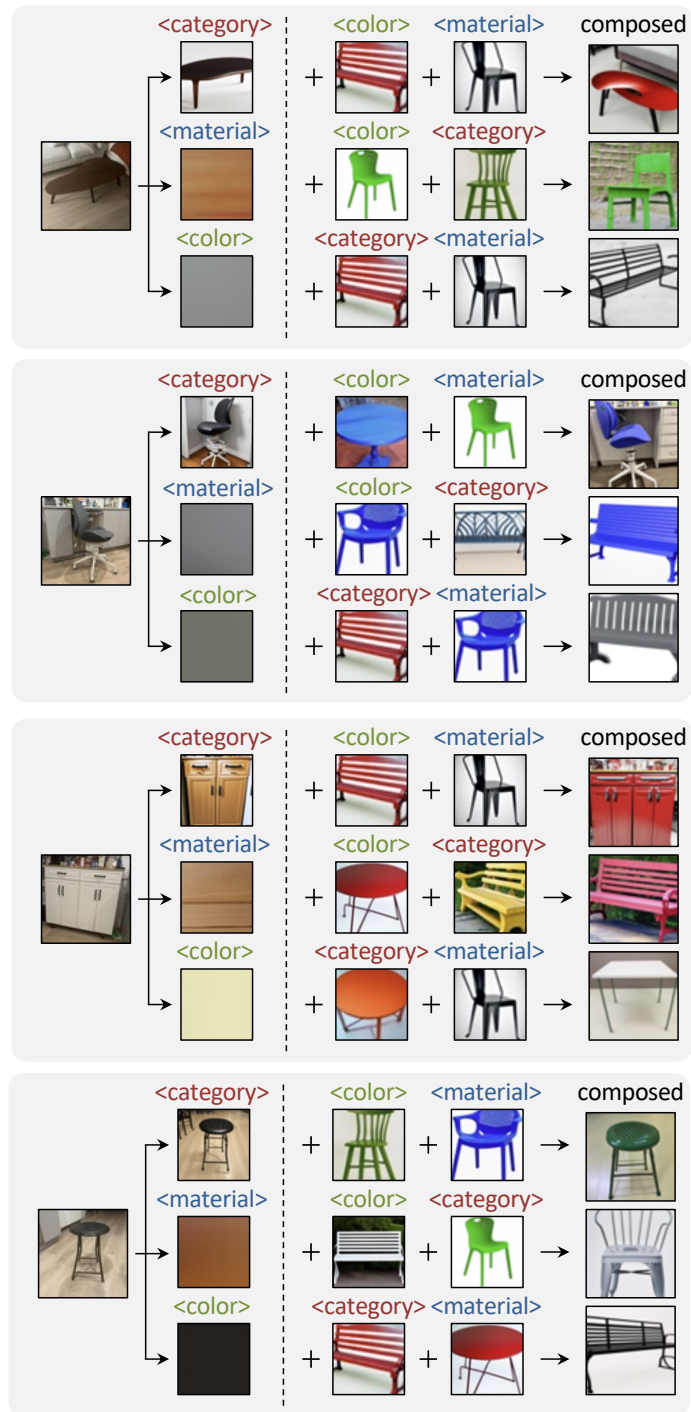 <category> <color> <material> composed
+ + →
<material> <color> <category>
+ + →
<color> <category> <material>
+ + →
<category> <color> <material> composed
+ + →
<material> <color> <category>
+ + →
<color> <category> <material>
+ + →
<category> <color> <material> composed
+ + →
<material> <color> <category>
+ + →
<color> <category> <material>
+ + →
<category> <color> <material> composed
+ + →
<material> <color> <category>
+ + →
<color> <category> <material>
+ + →